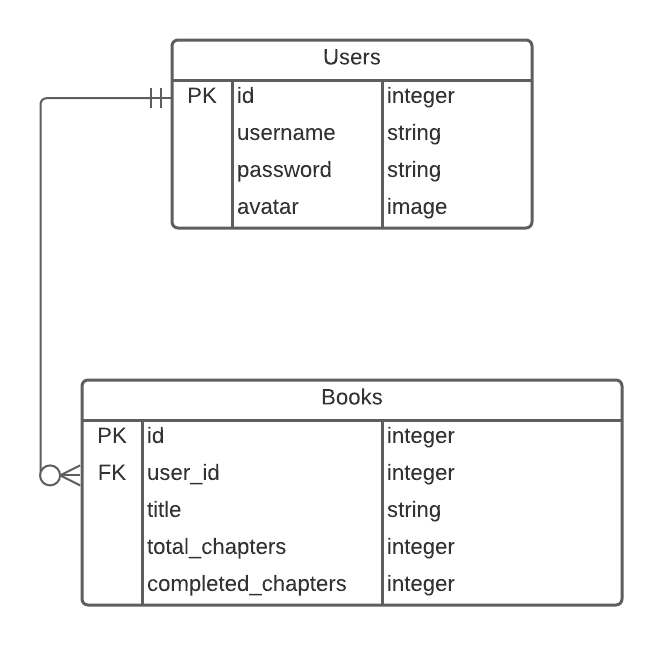 Users
PK id integer
username string
password string
avatar image
Books
PK id integer
FK user_id integer
title string
total_chapters integer
completed_chapters integer